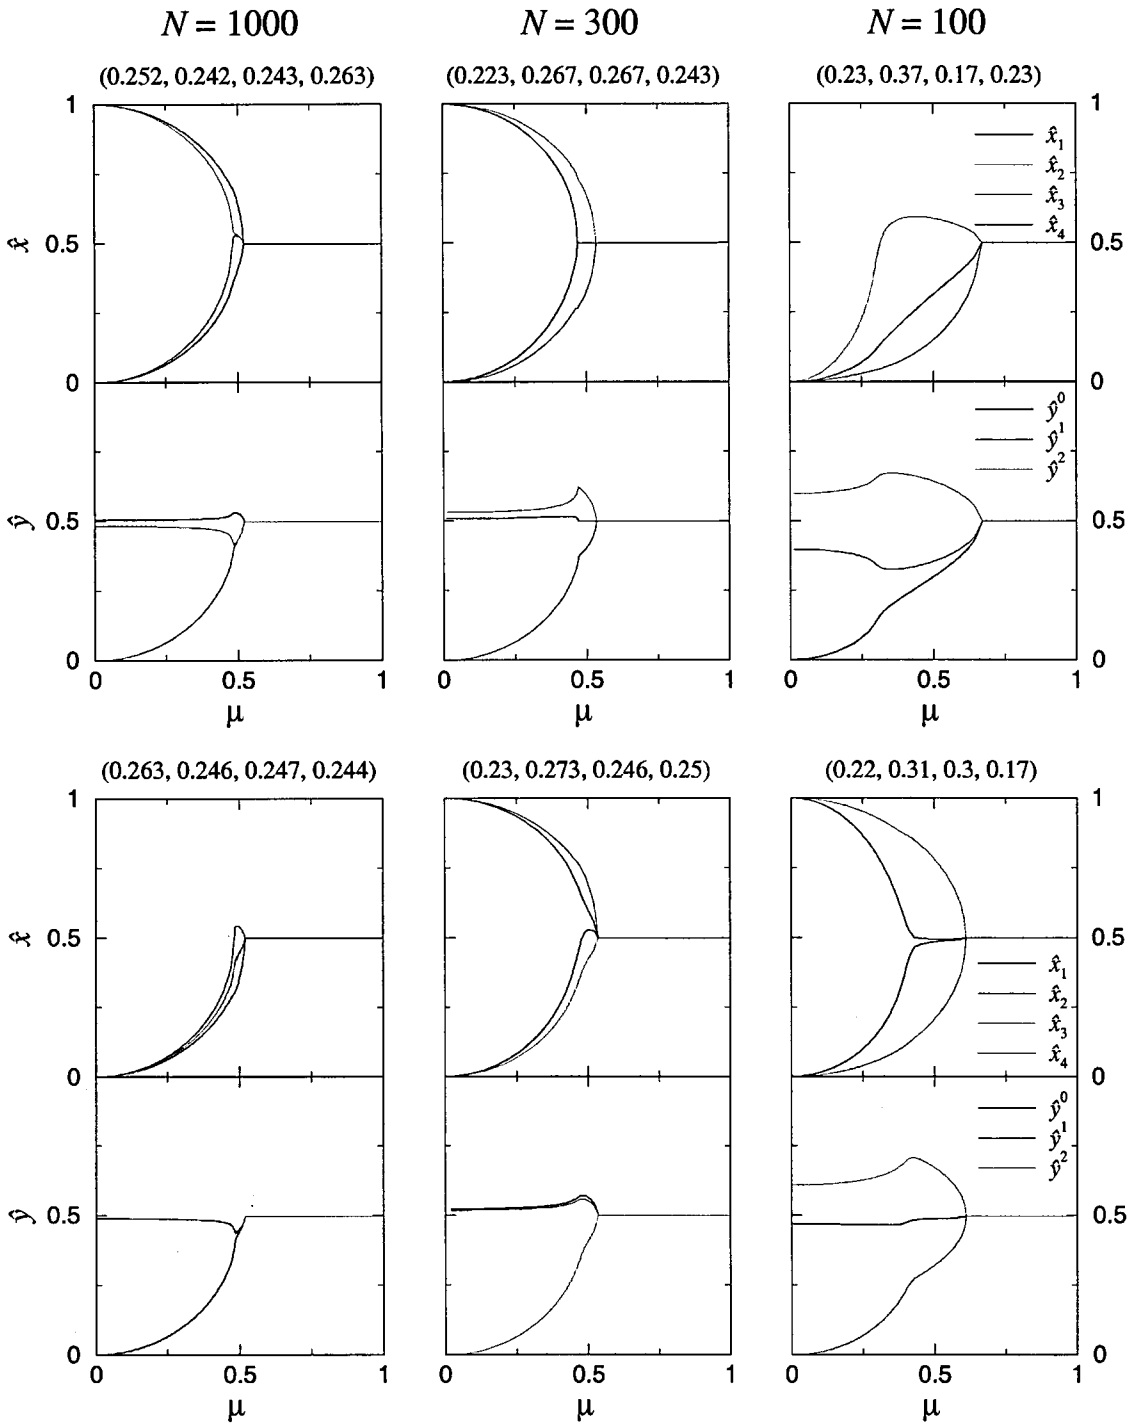 N = 1000 N = 300 N = 100
(0.252, 0.242, 0.243, 0.263) (0.223, 0.267, 0.267, 0.243) (0.23, 0.37, 0.17, 0.23)
1 1
x̂₁
x̂₂
x̂₃
x̂₄
x̂ 0.5 0.5
0 0
ŷ⁰
ŷ¹
ŷ²
ŷ 0.5 0.5
0 0
0 0.5 1 0 0.5 1 0 0.5 1
μ μ μ
(0.263, 0.246, 0.247, 0.244) (0.23, 0.273, 0.246, 0.25) (0.22, 0.31, 0.3, 0.17)
1 1
x̂ 0.5 0.5
x̂₁
x̂₂
x̂₃
x̂₄
0 0
ŷ⁰
ŷ¹
ŷ²
ŷ 0.5 0.5
0 0
0 0.5 1 0 0.5 1 0 0.5 1
μ μ μ